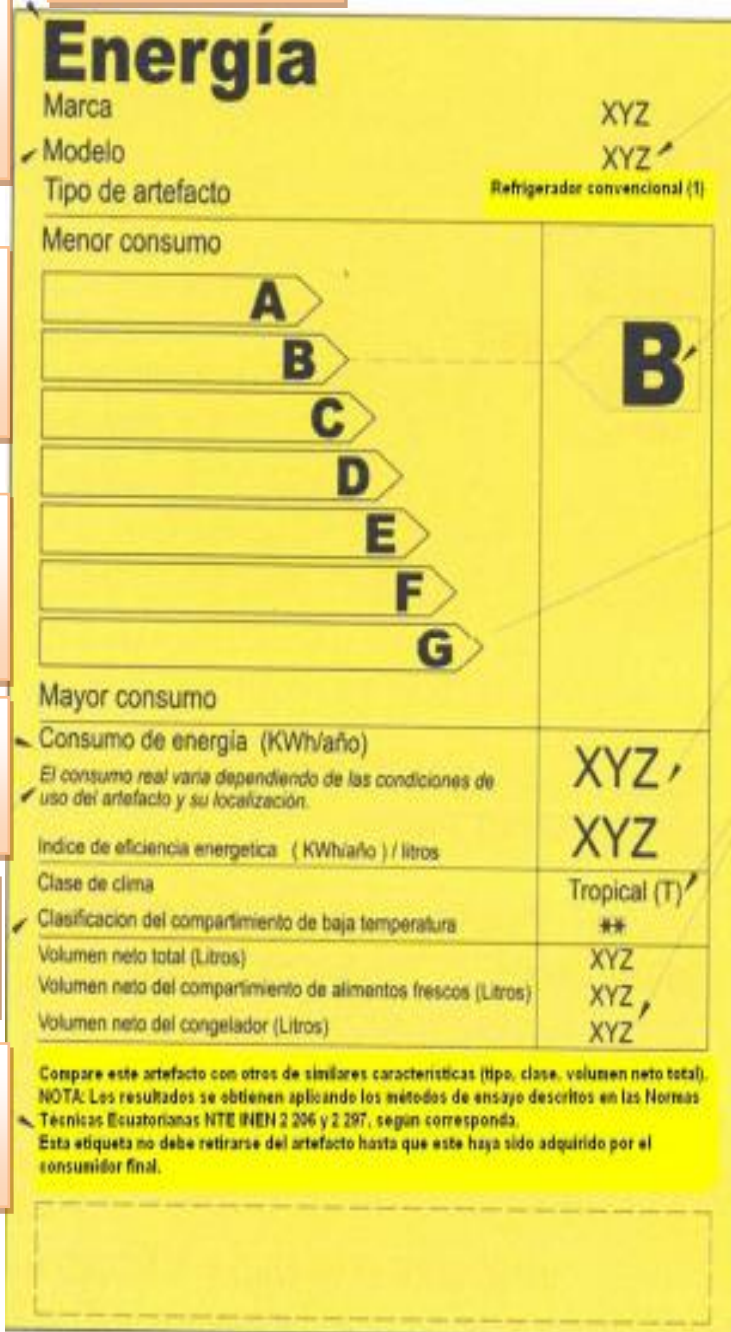 Energía
Marca XYZ
Modelo XYZ
Tipo de artefacto Refrigerador convencional (1)
Menor consumo
A
B B
C
D
E
F
G
Mayor consumo
Consumo de energía (KWh/año) XYZ
El consumo real varia dependiendo de las condiciones de
uso del artefacto y su localización.
Indice de eficiencia energetica ( KWh/año ) / litros XYZ
Clase de clima Tropical (T)
Clasificacion del compartimiento de baja temperatura **
Volumen neto total (Litros) XYZ
Volumen neto del compartimiento de alimentos frescos (Litros) XYZ
Volumen neto del congelador (Litros) XYZ
Compare este artefacto con otros de similares caracteristicas (tipo, clase, volumen neto total).
NOTA: Los resultados se obtienen aplicando los métodos de ensayo descritos en las Normas
Técnicas Ecuatorianas NTE INEN 2 206 y 2 297, según corresponda.
Esta etiqueta no debe retirarse del artefacto hasta que este haya sido adquirido por el
consumidor final.